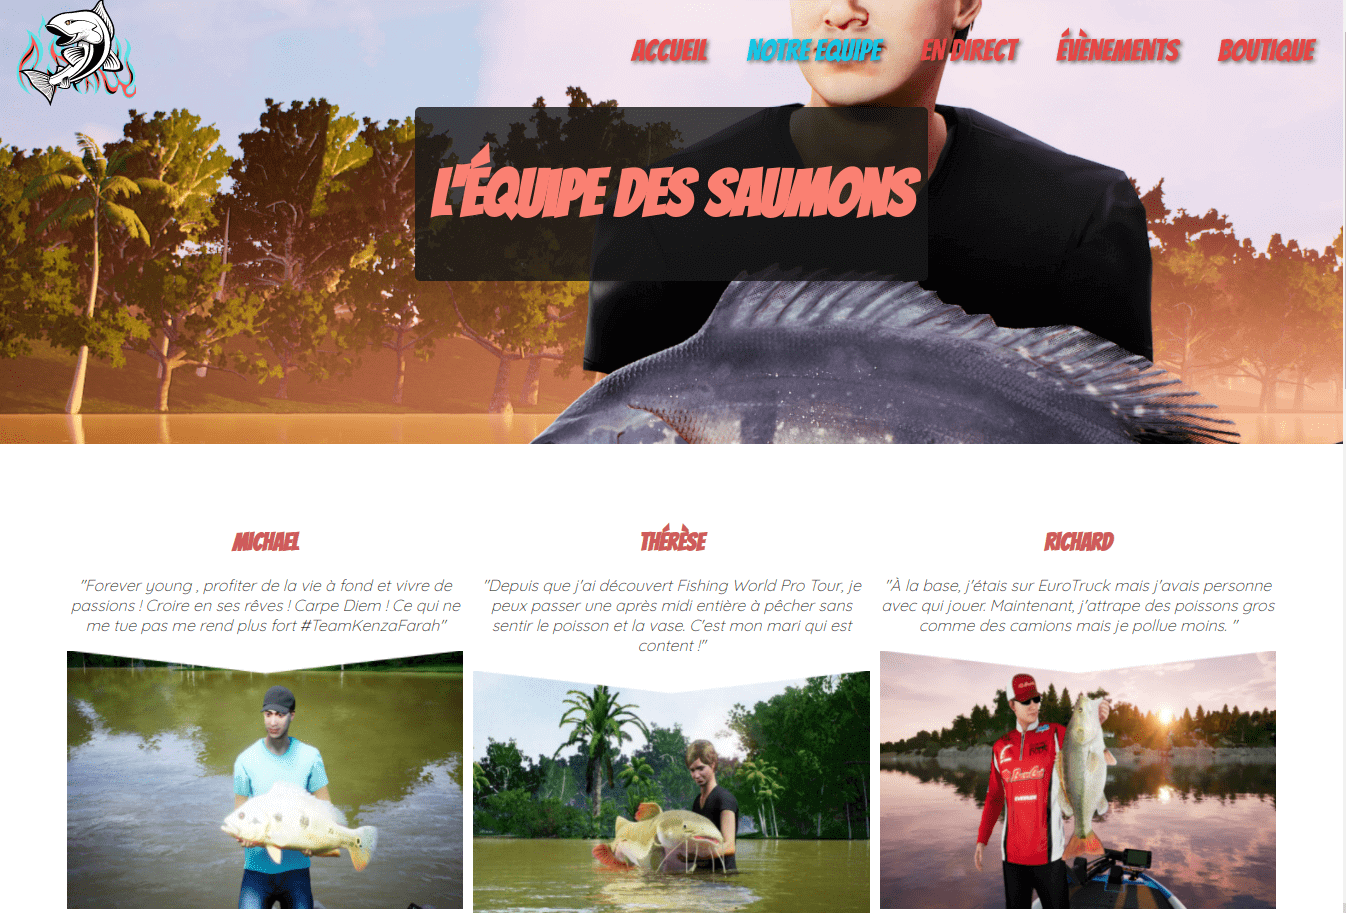 ACCUEIL NOTRE EQUIPE EN DIRECT ÉVÈNEMENTS BOUTIQUE
L'ÉQUIPE DES SAUMONS
MICHAEL
"Forever young , profiter de la vie à fond et vivre de
passions ! Croire en ses rêves ! Carpe Diem ! Ce qui ne
me tue pas me rend plus fort #TeamKenzaFarah"
THÉRÈSE
"Depuis que j'ai découvert Fishing World Pro Tour, je
peux passer une après midi entière à pêcher sans
sentir le poisson et la vase. C'est mon mari qui est
content !"
RICHARD
"À la base, j'étais sur EuroTruck mais j'avais personne
avec qui jouer. Maintenant, j'attrape des poissons gros
comme des camions mais je pollue moins. "